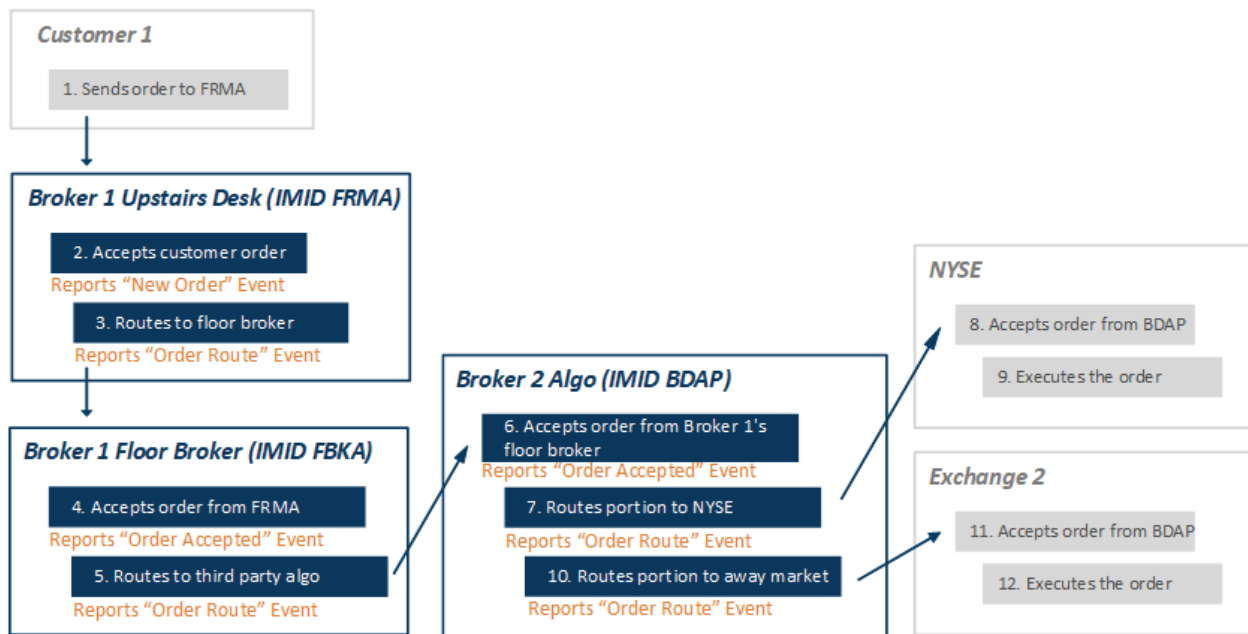 Customer 1
1. Sends order to FRMA
Broker 1 Upstairs Desk (IMID FRMA)
2. Accepts customer order
Reports “New Order” Event
3. Routes to floor broker
Reports “Order Route” Event
Broker 1 Floor Broker (IMID FBKA)
4. Accepts order from FRMA
Reports “Order Accepted” Event
5. Routes to third party algo
Reports “Order Route” Event
Broker 2 Algo (IMID BDAP)
6. Accepts order from Broker 1's
floor broker
Reports “Order Accepted” Event
7. Routes portion to NYSE
Reports “Order Route” Event
10. Routes portion to away market
Reports “Order Route” Event
NYSE
8. Accepts order from BDAP
9. Executes the order
Exchange 2
11. Accepts order from BDAP
12. Executes the order